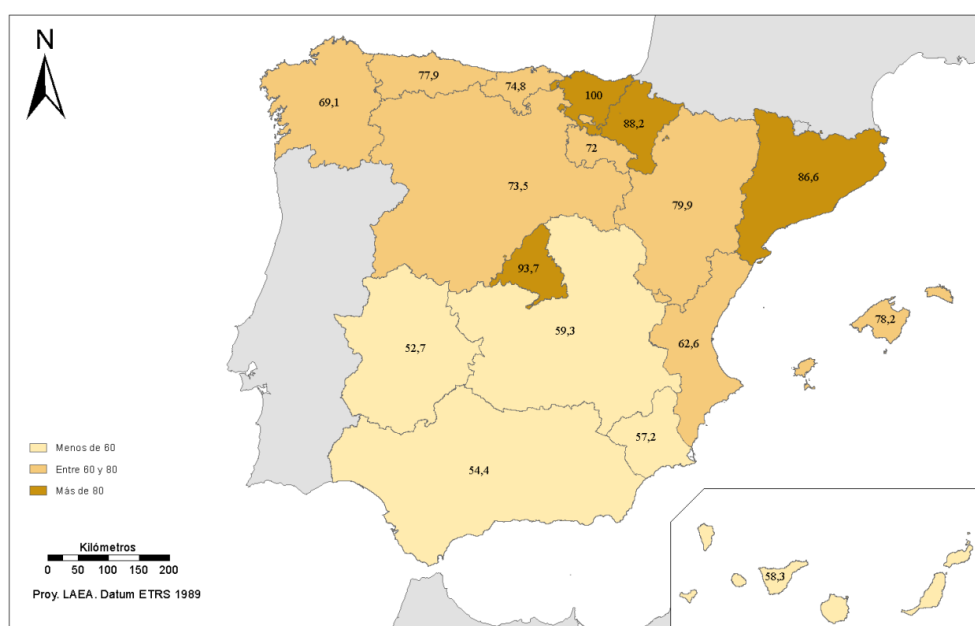 N
77,9
74,8
100
69,1
88,2
72
73,5
86,6
79,9
93,7
78,2
59,3
52,7
62,6
57,2
54,4
Menos de 60
Entre 60 y 80
Más de 80
Kilómetros
0 25 50 100 150 200
Proy. LAEA. Datum ETRS 1989
58,3